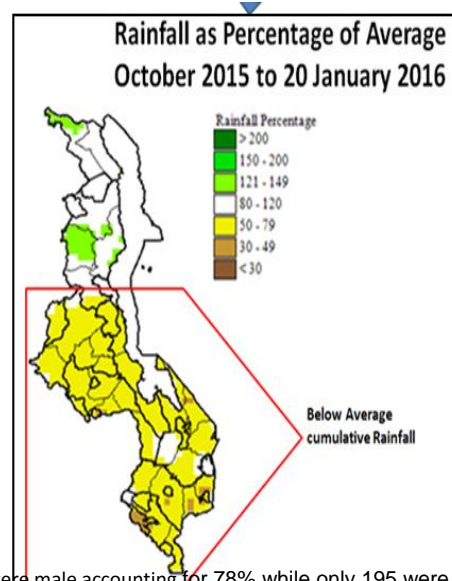 Rainfall as Percentage of Average
October 2015 to 20 January 2016
Rainfall Percentage
> 200
150 - 200
121 - 149
80 - 120
50 - 79
30 - 49
< 30
Below Average
cumulative Rainfall
ere male accounting for 78% while only 195 were